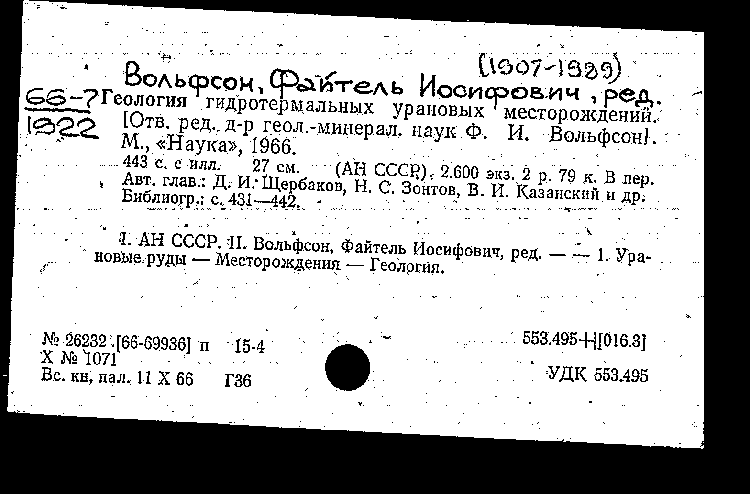 (1907-1989)
Вольфсон, Файтель Иосифович, ред.
66-7
1922
Геология гидротермальных урановых месторождений.
[Отв. ред. д-р геол.-минерал. наук Ф. И. Вольфсон].
М., «Наука», 1966.
443 с. с илл. 27 см. (АН СССР). 2.600 экз. 2 р. 79 к. В пер.
Авт. глав.: Д. И. Щербаков, Н. С. Зонтов, В. И. Казанский и др.
Библиогр.: с. 431—442.
I. АН СССР. II. Вольфсон, Файтель Иосифович, ред. — — 1. Ура-
новые руды — Месторождения — Геология.
№ 26232 [66-69936] п 15-4
553.495+[016.3]
X № 1071
Вс. кн. пал. 11 X 66 Г36
УДК 553.495